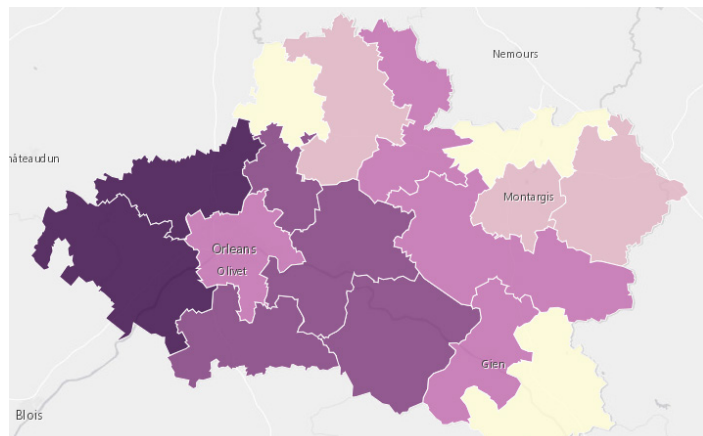 Nemours
hâteaudun
Montargis
Orleans
Olivet
Gien
Blois